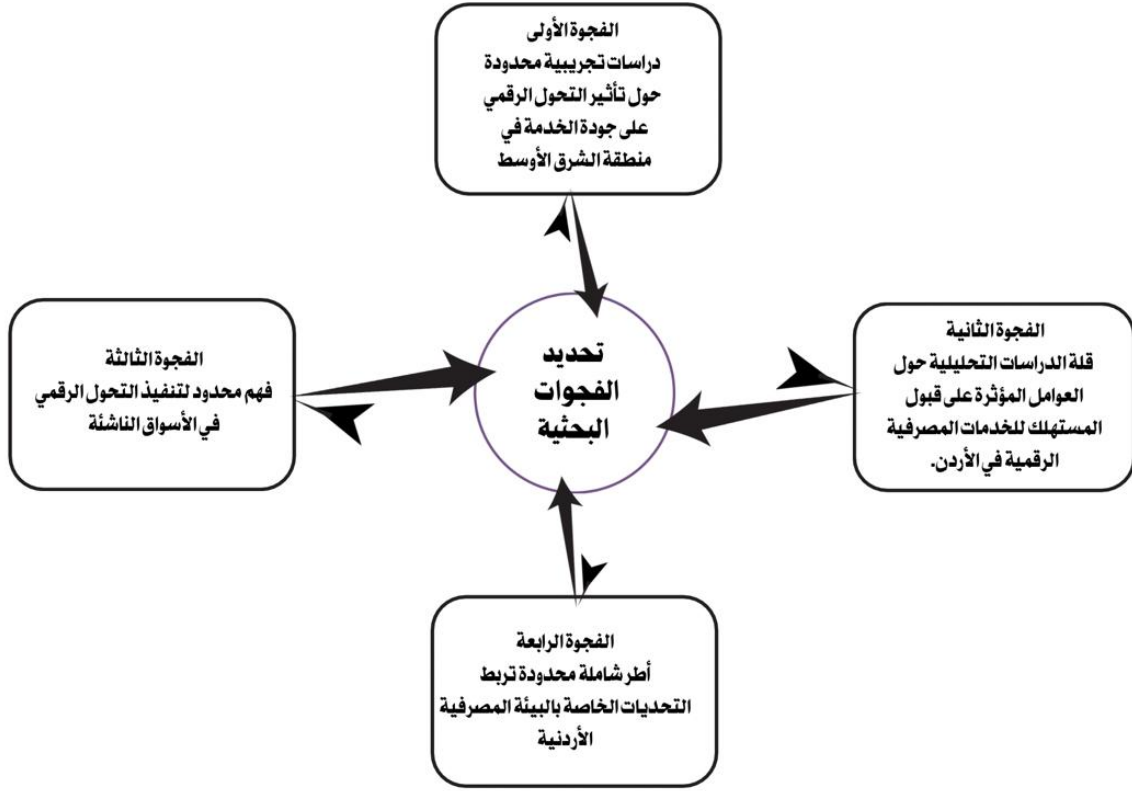 الفجوة الأولى
دراسات تجريبية محدودة
حول تأثير التحول الرقمي
على جودة الخدمة في
منطقة الشرق الأوسط
الفجوة الثانية
قلة الدراسات التحليلية حول
العوامل المؤثرة على قبول
المستهلك للخدمات المصرفية
الرقمية في الأردن.
تحديد
الفجوات
البحثية
الفجوة الثالثة
فهم محدود لتنفيذ التحول الرقمي
في الأسواق الناشئة
الفجوة الرابعة
أطر شاملة محدودة تربط
التحديات الخاصة بالبيئة المصرفية
الأردنية